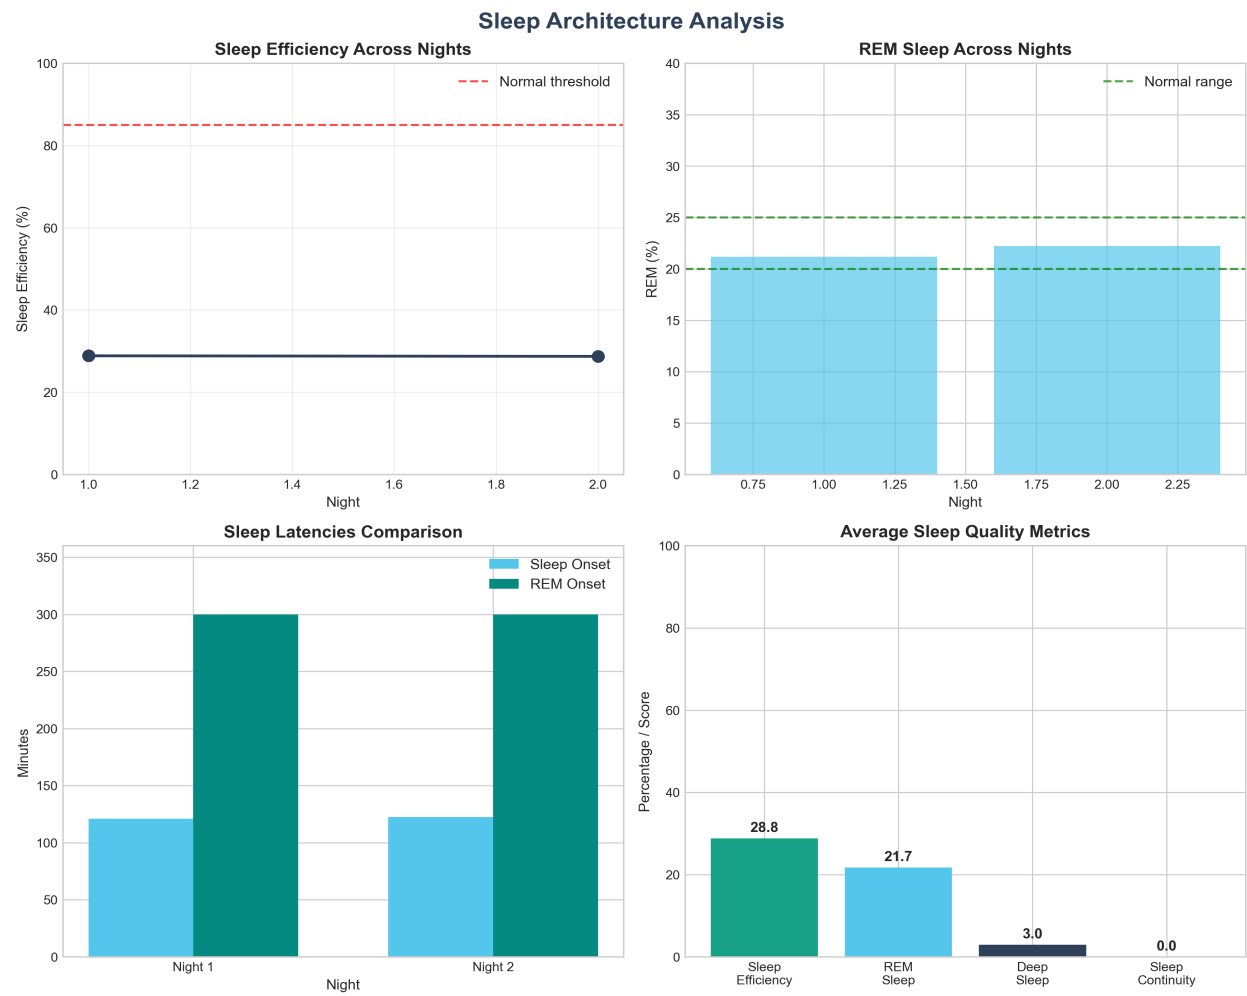 Sleep Architecture Analysis
Sleep Efficiency Across Nights
100
80
60
40
20
0
Sleep Efficiency (%)
Normal threshold
1.0 1.2 1.4 1.6 1.8 2.0
Night
REM Sleep Across Nights
40
35
30
25
20
15
10
5
0
REM (%)
Normal range
0.75 1.00 1.25 1.50 1.75 2.00 2.25
Night
Sleep Latencies Comparison
350
300
250
200
150
100
50
0
Minutes
Sleep Onset
REM Onset
Night 1 Night 2
Night
Average Sleep Quality Metrics
100
80
60
40
20
0
Percentage / Score
28.8
21.7
3.0
0.0
Sleep REM Deep Sleep
Efficiency Sleep Sleep Continuity